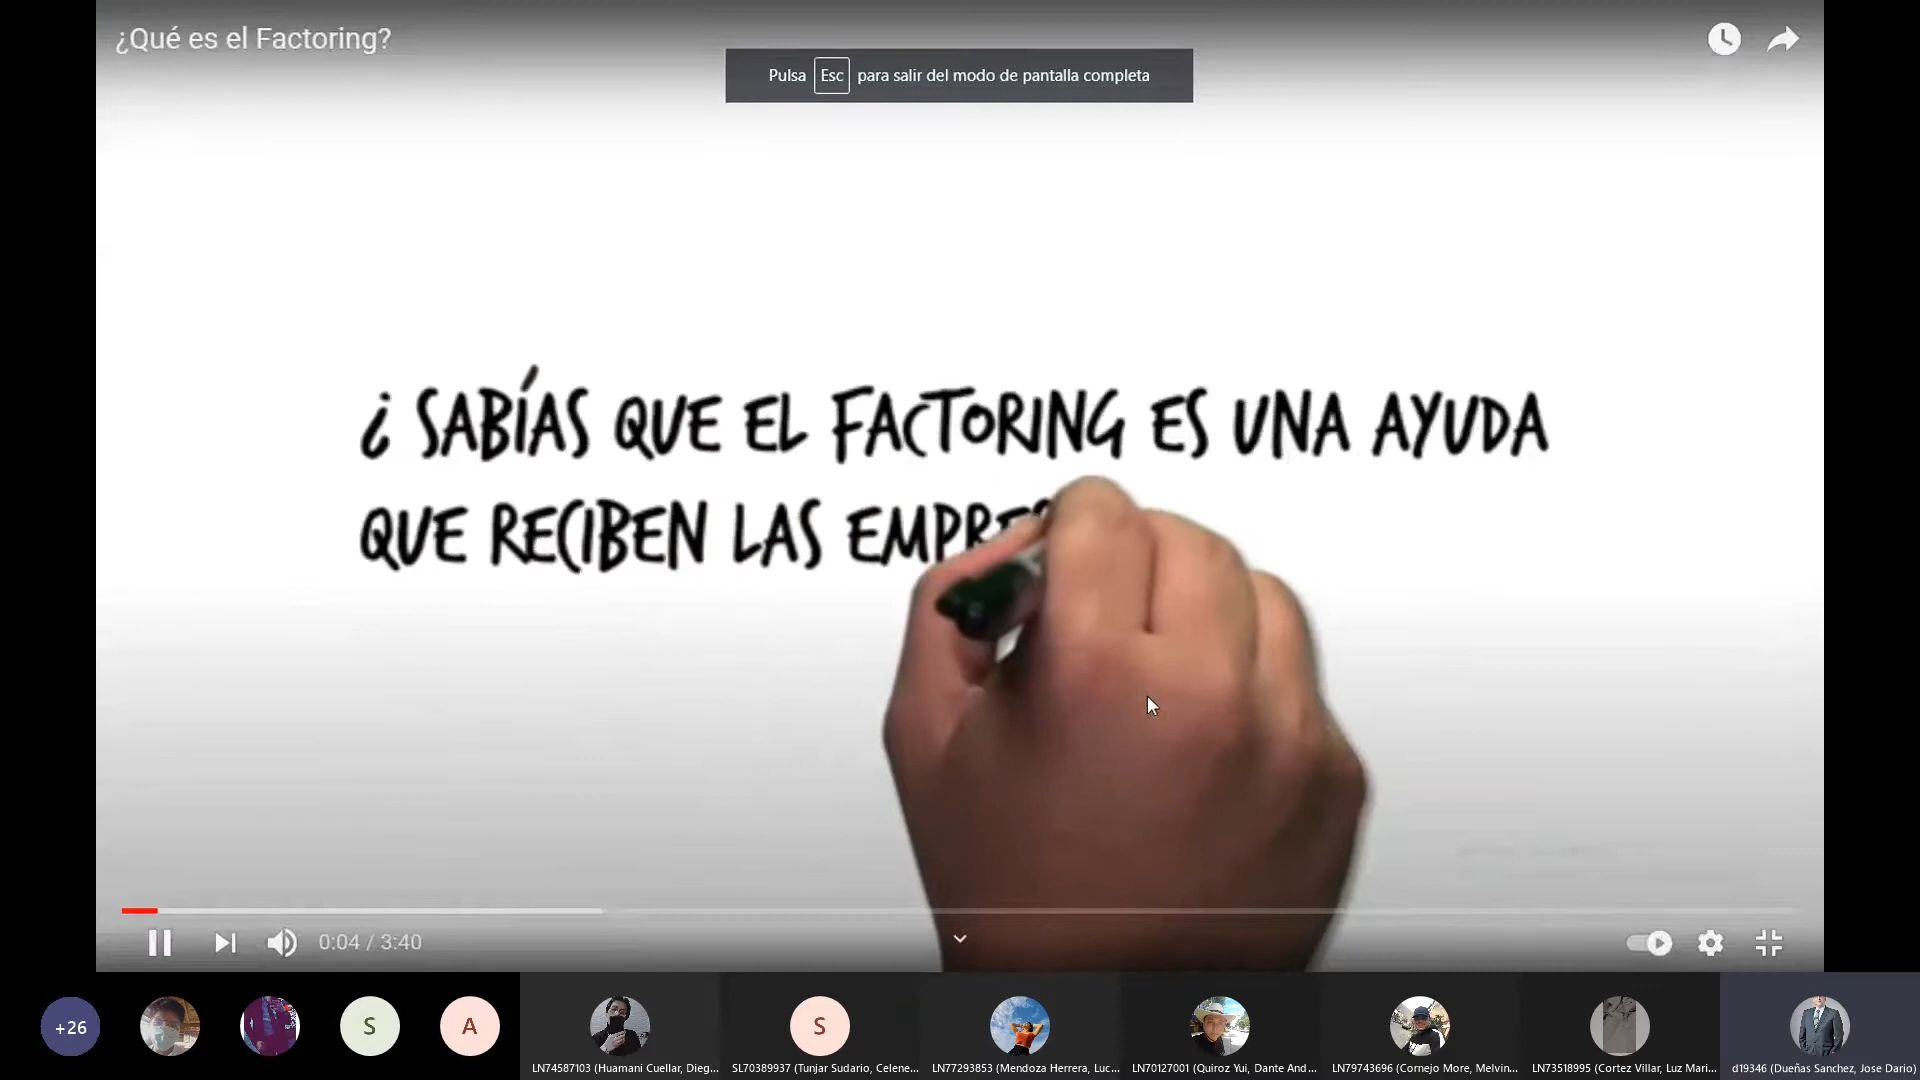 ¿Qué es el Factoring?
Pulsa Esc para salir del modo de pantalla completa
¿ SABÍAS QUE EL FACTORING ES UNA AYUDA
QUE RECIBEN LAS EMPRES
0:04 / 3:40
+26
S
A
S
LN74587103 (Huamani Cuellar, Dieg...
SL70389937 (Tunjar Sudario, Celene...
LN77293853 (Mendoza Herrera, Luc...
LN70127001 (Quiroz Yui, Dante And...
LN79743696 (Cornejo More, Melvin...
LN73518995 (Cortez Villar, Luz Mari...
d19346 (Dueñas Sanchez, Jose Dario)